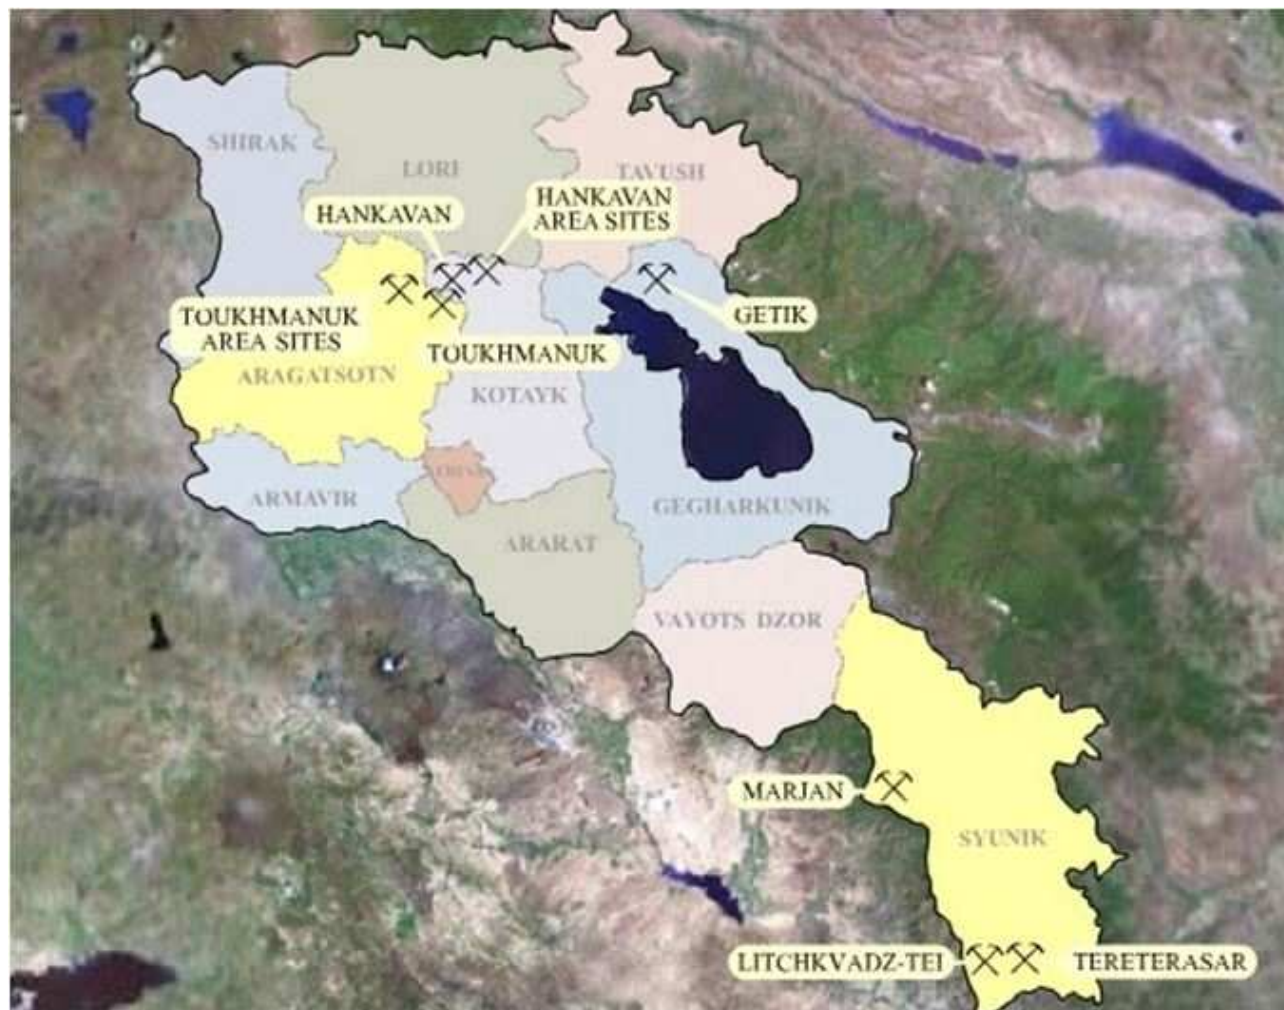 SHIRAK
LORI
TAVUSH
HANKAVAN
HANKAVAN
AREA SITES
TOUKHMANUK
AREA SITES
GETIK
TOUKHMANUK
ARAGATSOTN
KOTAYK
ARMAVIR
GEGHARKUNIK
ARARAT
VAYOTS DZOR
MARJAN
SYUNIK
LITCHKVADZ-TEI
TERETERASAR